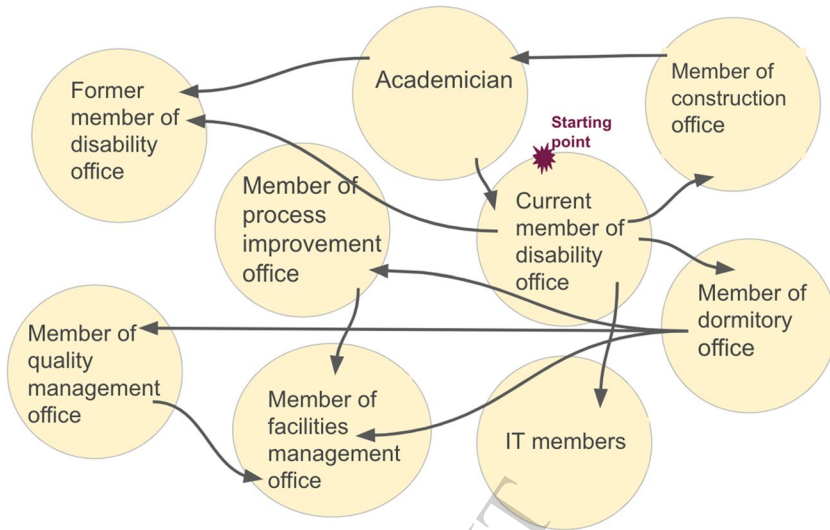 Former
member of
disability
office
Academician
Member of
construction
office
Starting
point
Member of
process
improvement
office
Current
member of
disability
office
Member of
dormitory
office
Member of
quality
management
office
Member of
facilities
management
office
IT members